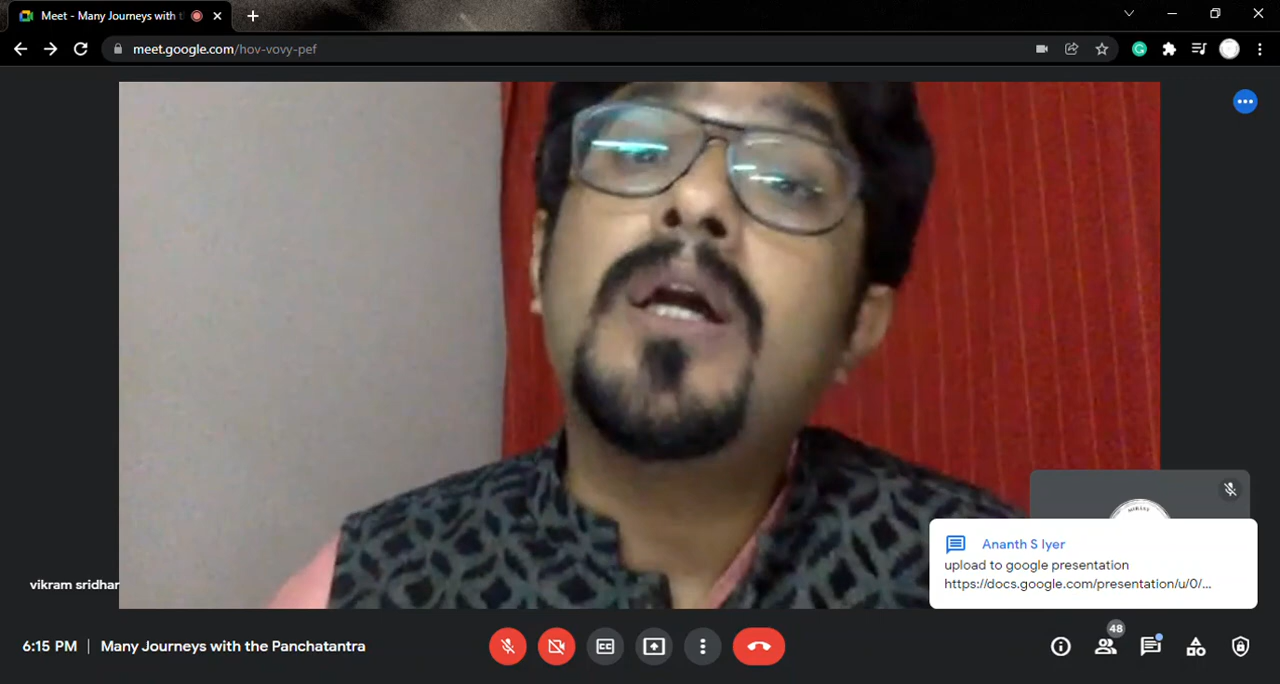 Meet - Many Journeys with t
meet.google.com/hov-vovy-pef
vikram sridhar
Ananth S Iyer
upload to google presentation
https://docs.google.com/presentation/u/0/...
6:15 PM | Many Journeys with the Panchatantra
CC
48